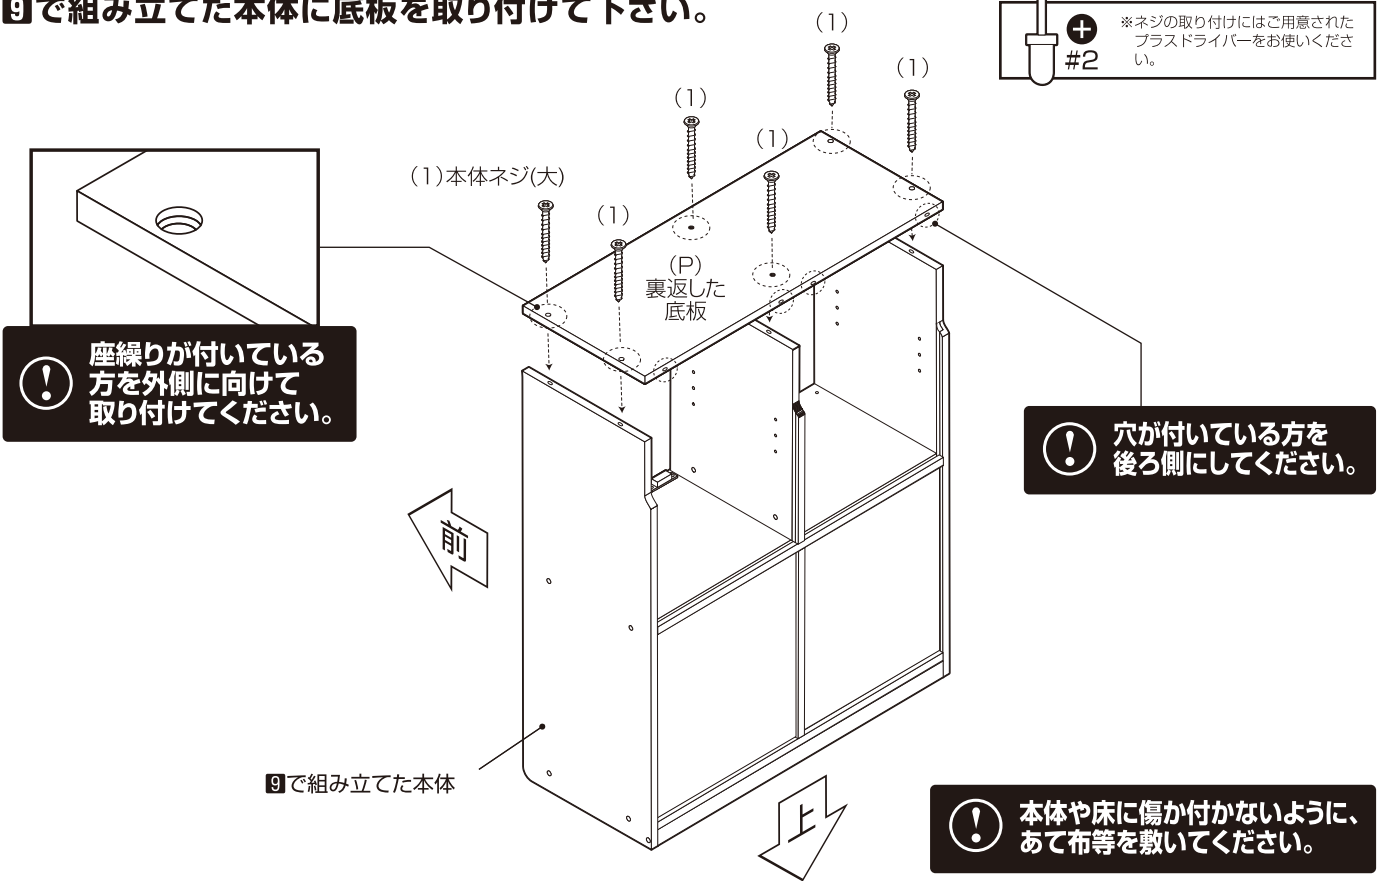 9で組み立てた本体に底板を取り付けて下さい。
#2
※ネジの取り付けにはご用意された
プラスドライバーをお使いくださ
い。
(1)
(1)
(1)
(1)
(1)本体ネジ(大)
(1)
(P)
裏返した
底板
座繰りが付いている
方を外側に向けて
取り付けてください。
穴が付いている方を
後ろ側にしてください。
前
9で組み立てた本体
上
本体や床に傷か付かないように、
あて布等を敷いてください。